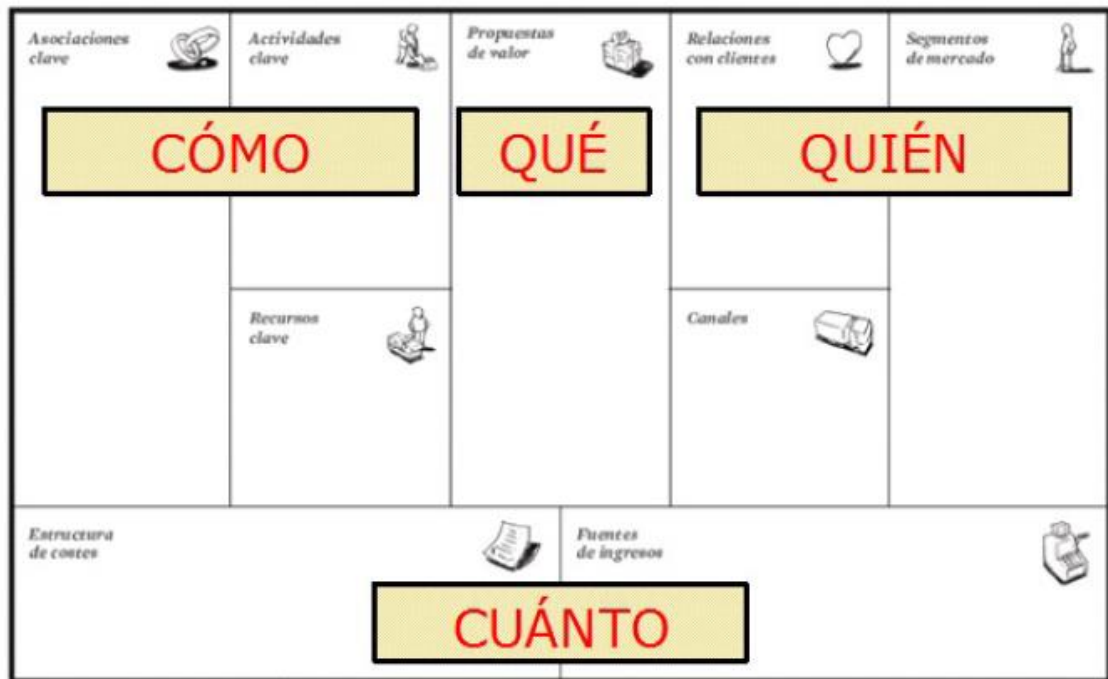 Asociaciones
clave
Actividades
clave
Propuestas
de valor
Relaciones
con clientes
Segmentos
de mercado
CÓMO
QUÉ
QUIÉN
Recursos
clave
Canales
Estructura
de costes
Fuentes
de ingresos
CUÁNTO